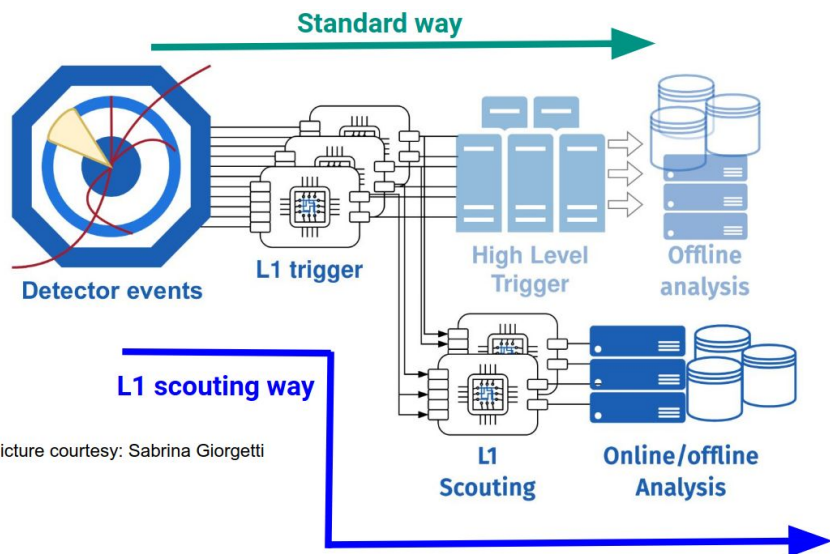 Standard way
L1 trigger
Detector events
High Level
Trigger
Offline
analysis
L1 scouting way
icture courtesy: Sabrina Giorgetti
L1
Scouting
Online/offline
Analysis